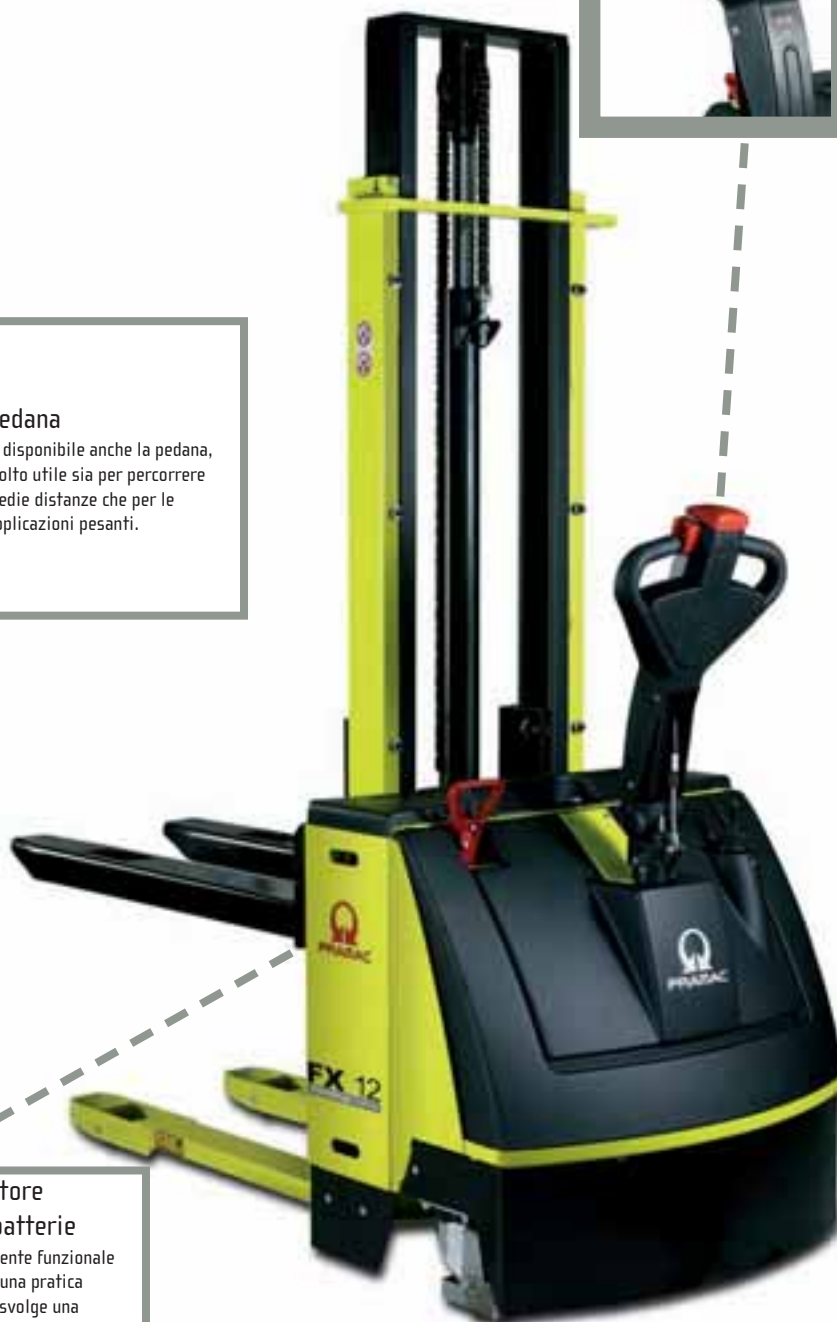 edana
disponibile anche la pedana,
olto utile sia per percorrere
edie distanze che per le
plicazioni pesanti.
PRAMAC
PRAMAC
FX 12
tore
batterie
ente funzionale
una pratica
svolge una